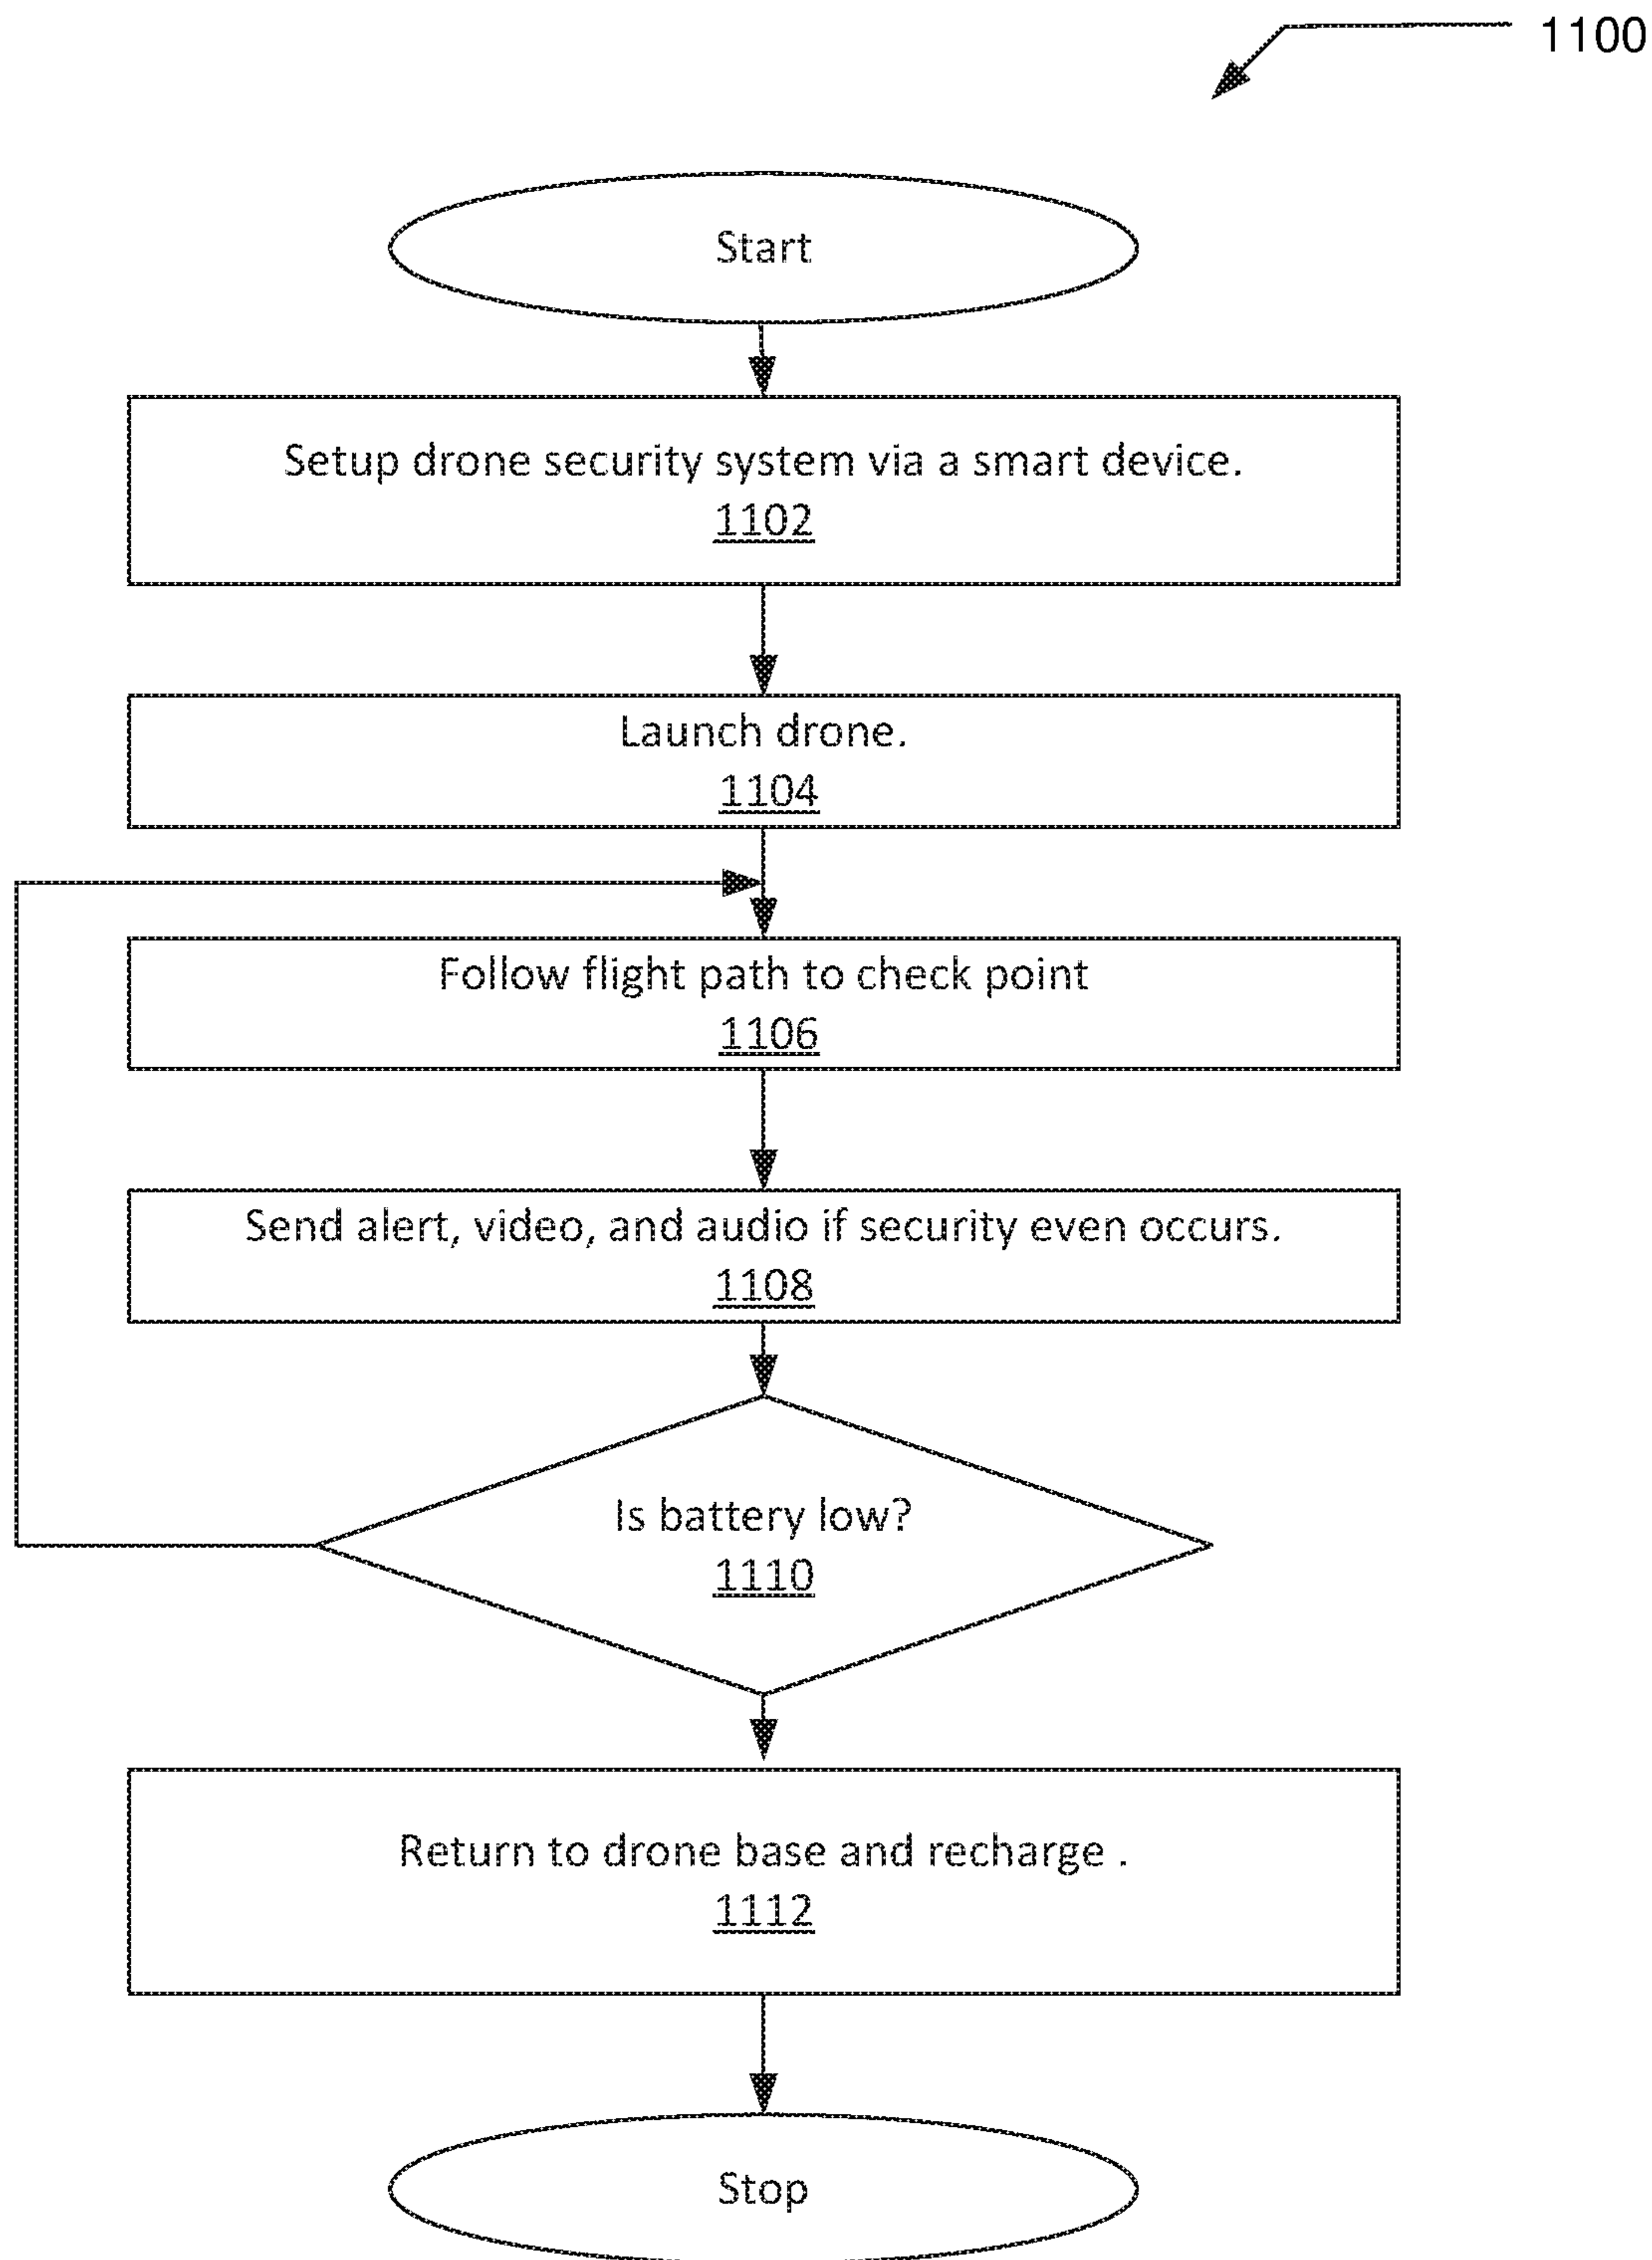 1100
Start
Setup drone security system via a smart device.
1102
Launch drone.
1104
Follow flight path to check point
1106
Send alert, video, and audio if security even occurs.
1108
Is battery low?
1110
Return to drone base and recharge .
1112
Stop